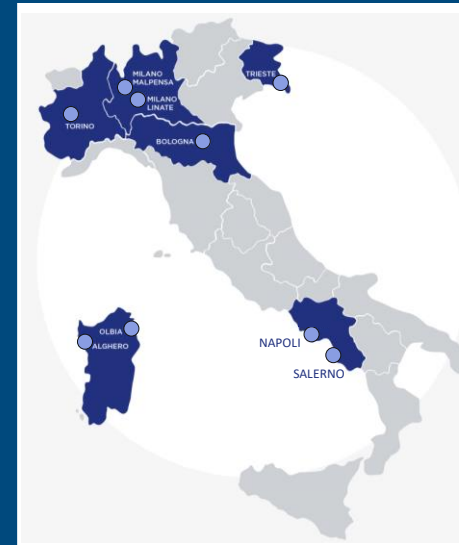 MILANO
MALPENSA
TRIESTE
MILANO
LINATE
TORINO
BOLOGNA
OLBIA
ALGHERO
NAPOLI
SALERNO